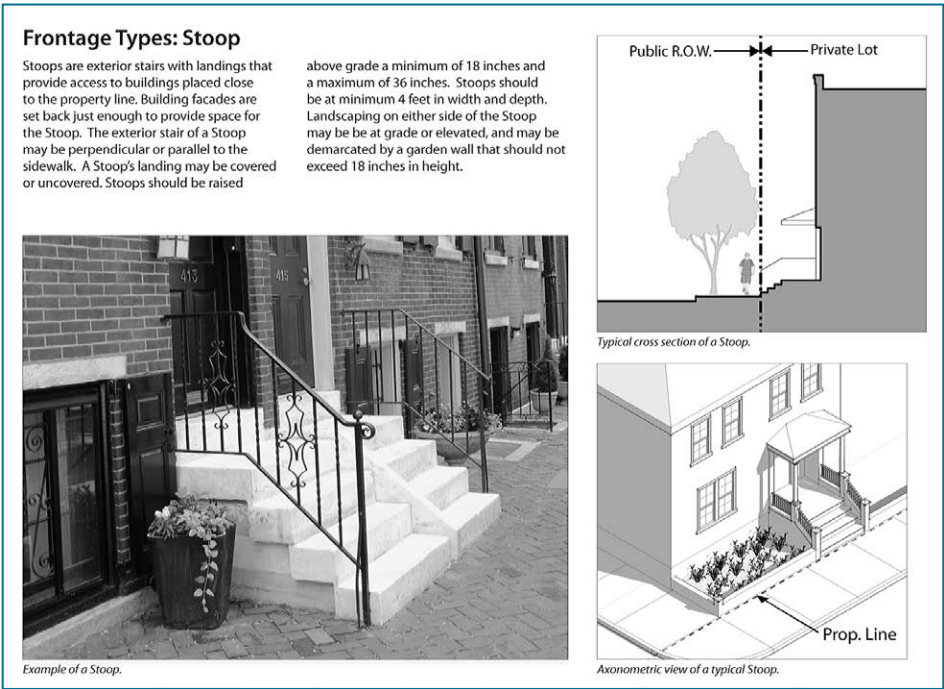 Frontage Types: Stoop
Stoops are exterior stairs with landings that
provide access to buildings placed close
to the property line. Building facades are
set back just enough to provide space for
the Stoop. The exterior stair of a Stoop
may be perpendicular or parallel to the
sidewalk. A Stoop's landing may be covered
or uncovered. Stoops should be raised
above grade a minimum of 18 inches and
a maximum of 36 inches. Stoops should
be at minimum 4 feet in width and depth.
Landscaping on either side of the Stoop
may be be at grade or elevated, and may be
demarcated by a garden wall that should not
exceed 18 inches in height.
Public R.O.W.
Private Lot
Typical cross section of a Stoop.
413
415
Example of a Stoop.
Prop. Line
Axonometric view of a typical Stoop.